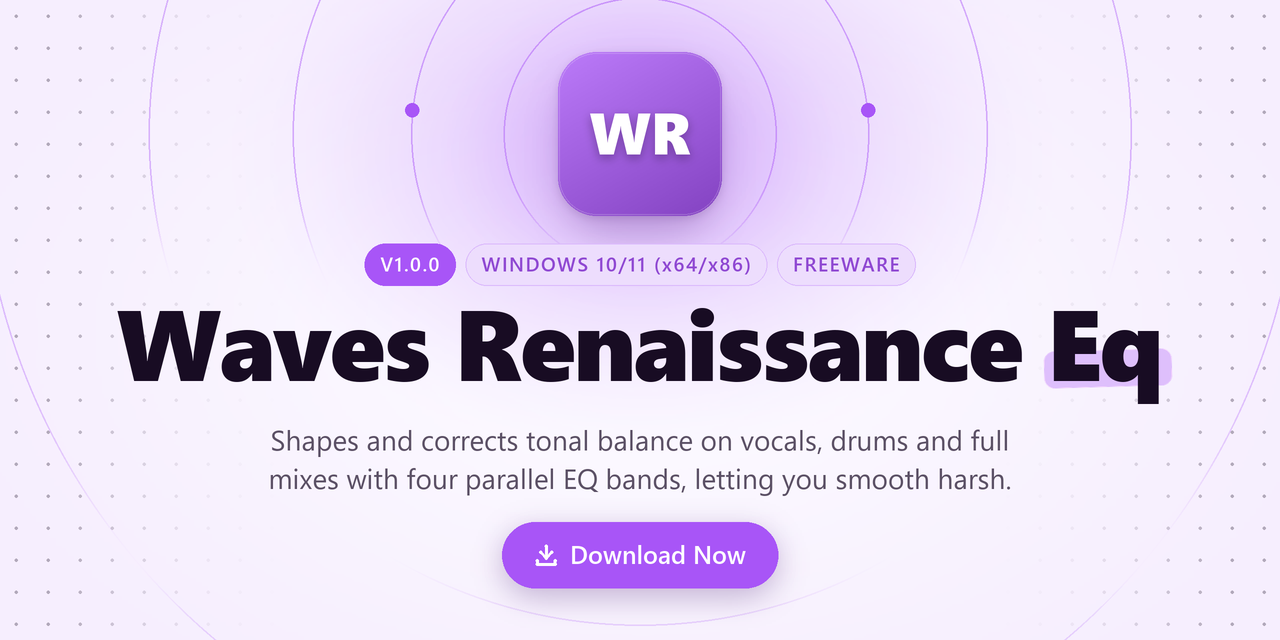 WR
V1.0.0
WINDOWS 10/11 (x64/x86)
FREEWARE
Waves Renaissance Eq
Shapes and corrects tonal balance on vocals, drums and full
mixes with four parallel EQ bands, letting you smooth harsh.
Download Now